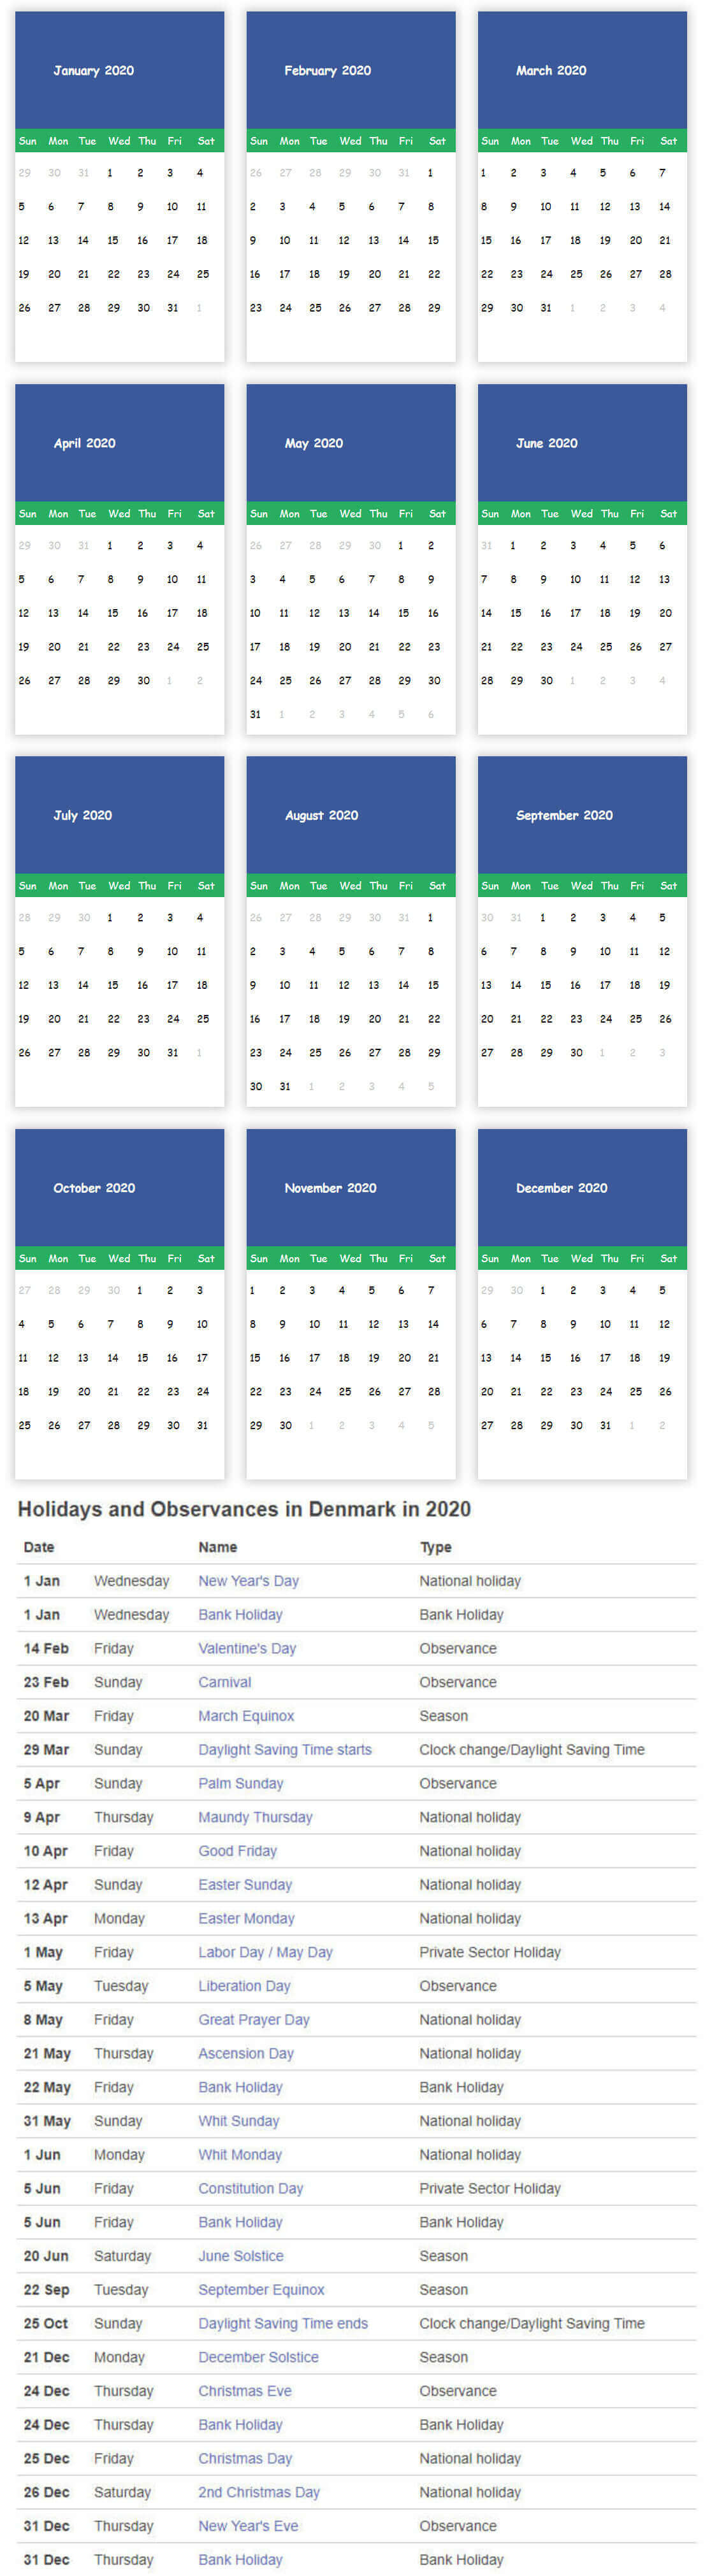 January 2020 February 2020 March 2020
Sun Mon Tue Wed Thu Fri Sat Sun Mon Tue Wed Thu Fri Sat Sun Mon Tue Wed Thu Fri Sat
29 30 31 1 2 3 4 26 27 28 29 30 31 1 1 2 3 4 5 6 7
5 6 7 8 9 10 11 2 3 4 5 6 7 8 8 9 10 11 12 13 14
12 13 14 15 16 17 18 9 10 11 12 13 14 15 15 16 17 18 19 20 21
19 20 21 22 23 24 25 16 17 18 19 20 21 22 22 23 24 25 26 27 28
26 27 28 29 30 31 1 23 24 25 26 27 28 29 29 30 31 1 2 3 4
April 2020 May 2020 June 2020
Sun Mon Tue Wed Thu Fri Sat Sun Mon Tue Wed Thu Fri Sat Sun Mon Tue Wed Thu Fri Sat
29 30 31 1 2 3 4 26 27 28 29 30 1 2 31 1 2 3 4 5 6
5 6 7 8 9 10 11 3 4 5 6 7 8 9 7 8 9 10 11 12 13
12 13 14 15 16 17 18 10 11 12 13 14 15 16 14 15 16 17 18 19 20
19 20 21 22 23 24 25 17 18 19 20 21 22 23 21 22 23 24 25 26 27
26 27 28 29 30 1 2 24 25 26 27 28 29 30 28 29 30 1 2 3 4
31 1 2 3 4 5 6
July 2020 August 2020 September 2020
Sun Mon Tue Wed Thu Fri Sat Sun Mon Tue Wed Thu Fri Sat Sun Mon Tue Wed Thu Fri Sat
28 29 30 1 2 3 4 26 27 28 29 30 31 1 30 31 1 2 3 4 5
5 6 7 8 9 10 11 2 3 4 5 6 7 8 6 7 8 9 10 11 12
12 13 14 15 16 17 18 9 10 11 12 13 14 15 13 14 15 16 17 18 19
19 20 21 22 23 24 25 16 17 18 19 20 21 22 20 21 22 23 24 25 26
26 27 28 29 30 31 1 23 24 25 26 27 28 29 27 28 29 30 1 2 3
30 31 1 2 3 4 5
October 2020 November 2020 December 2020
Sun Mon Tue Wed Thu Fri Sat Sun Mon Tue Wed Thu Fri Sat Sun Mon Tue Wed Thu Fri Sat
27 28 29 30 1 2 3 1 2 3 4 5 6 7 29 30 1 2 3 4 5
4 5 6 7 8 9 10 8 9 10 11 12 13 14 6 7 8 9 10 11 12
11 12 13 14 15 16 17 15 16 17 18 19 20 21 13 14 15 16 17 18 19
18 19 20 21 22 23 24 22 23 24 25 26 27 28 20 21 22 23 24 25 26
25 26 27 28 29 30 31 29 30 1 2 3 4 5 27 28 29 30 31 1 2
Holidays and Observances in Denmark in 2020
Date Name Type
1 Jan Wednesday New Year's Day National holiday
1 Jan Wednesday Bank Holiday Bank Holiday
14 Feb Friday Valentine's Day Observance
23 Feb Sunday Carnival Observance
20 Mar Friday March Equinox Season
29 Mar Sunday Daylight Saving Time starts Clock change/Daylight Saving Time
5 Apr Sunday Palm Sunday Observance
9 Apr Thursday Maundy Thursday National holiday
10 Apr Friday Good Friday National holiday
12 Apr Sunday Easter Sunday National holiday
13 Apr Monday Easter Monday National holiday
1 May Friday Labor Day / May Day Private Sector Holiday
5 May Tuesday Liberation Day Observance
8 May Friday Great Prayer Day National holiday
21 May Thursday Ascension Day National holiday
22 May Friday Bank Holiday Bank Holiday
31 May Sunday Whit Sunday National holiday
1 Jun Monday Whit Monday National holiday
5 Jun Friday Constitution Day Private Sector Holiday
5 Jun Friday Bank Holiday Bank Holiday
20 Jun Saturday June Solstice Season
22 Sep Tuesday September Equinox Season
25 Oct Sunday Daylight Saving Time ends Clock change/Daylight Saving Time
21 Dec Monday December Solstice Season
24 Dec Thursday Christmas Eve Observance
24 Dec Thursday Bank Holiday Bank Holiday
25 Dec Friday Christmas Day National holiday
26 Dec Saturday 2nd Christmas Day National holiday
31 Dec Thursday New Year's Eve Observance
31 Dec Thursday Bank Holiday Bank Holiday